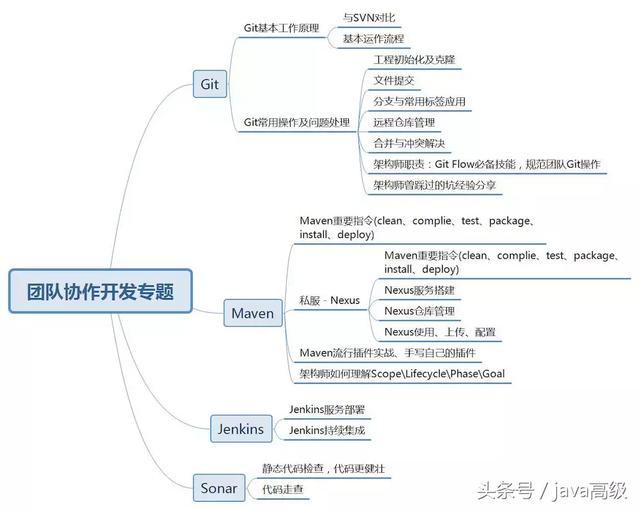 Git基本工作原理
与SVN对比
基本运作流程
Git
Git常用操作及问题处理
工程初始化及克隆
文件提交
分支与常用标签应用
远程仓库管理
合并与冲突解决
架构师职责：Git Flow必备技能，规范团队Git操作
架构师曾踩过的坑经验分享
团队协作开发专题
Maven
Maven重要指令(clean、complie、test、package、
install、deploy)
私服 - Nexus
Maven重要指令(clean、complie、test、package、
install、deploy)
Nexus服务搭建
Nexus仓库管理
Nexus使用、上传、配置
Maven流行插件实战、手写自己的插件
架构师如何理解Scope\Lifecycle\Phase\Goal
Jenkins
Jenkins服务部署
Jenkins持续集成
Sonar
静态代码检查，代码更健壮
代码走查
头条号 / java高级